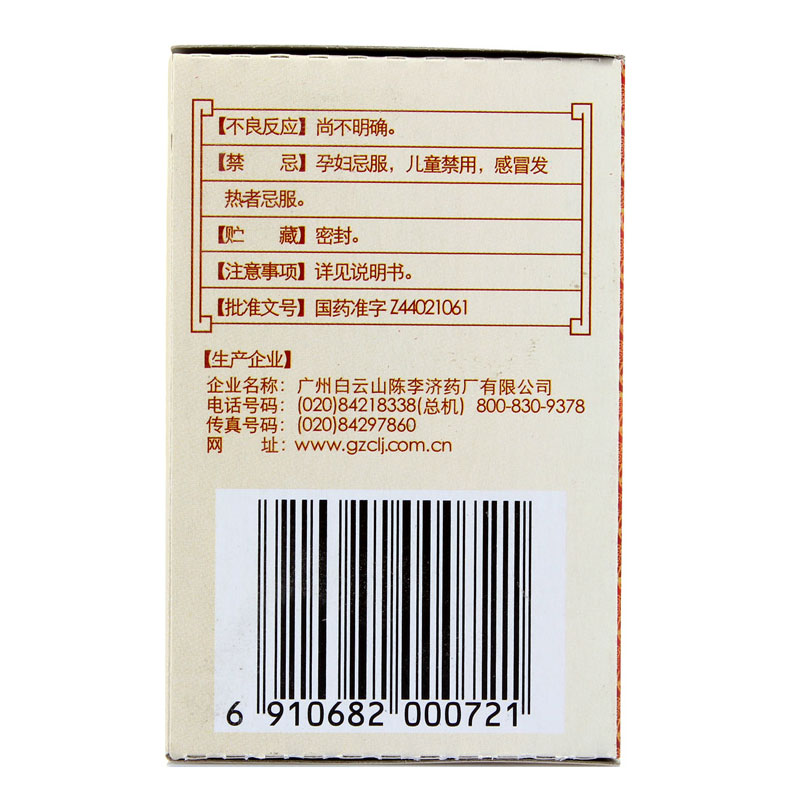 【不良反应】尚不明确。
【禁　　忌】孕妇忌服，儿童禁用，感冒发
热者忌服。
【贮　　藏】密封。
【注意事项】详见说明书。
【批准文号】国药准字 Z44021061
【生产企业】
企业名称：广州白云山陈李济药厂有限公司
电话号码：(020)84218338(总机) 800-830-9378
传真号码：(020)84297860
网　　址：www.gzclj.com.cn
6 910682 000721